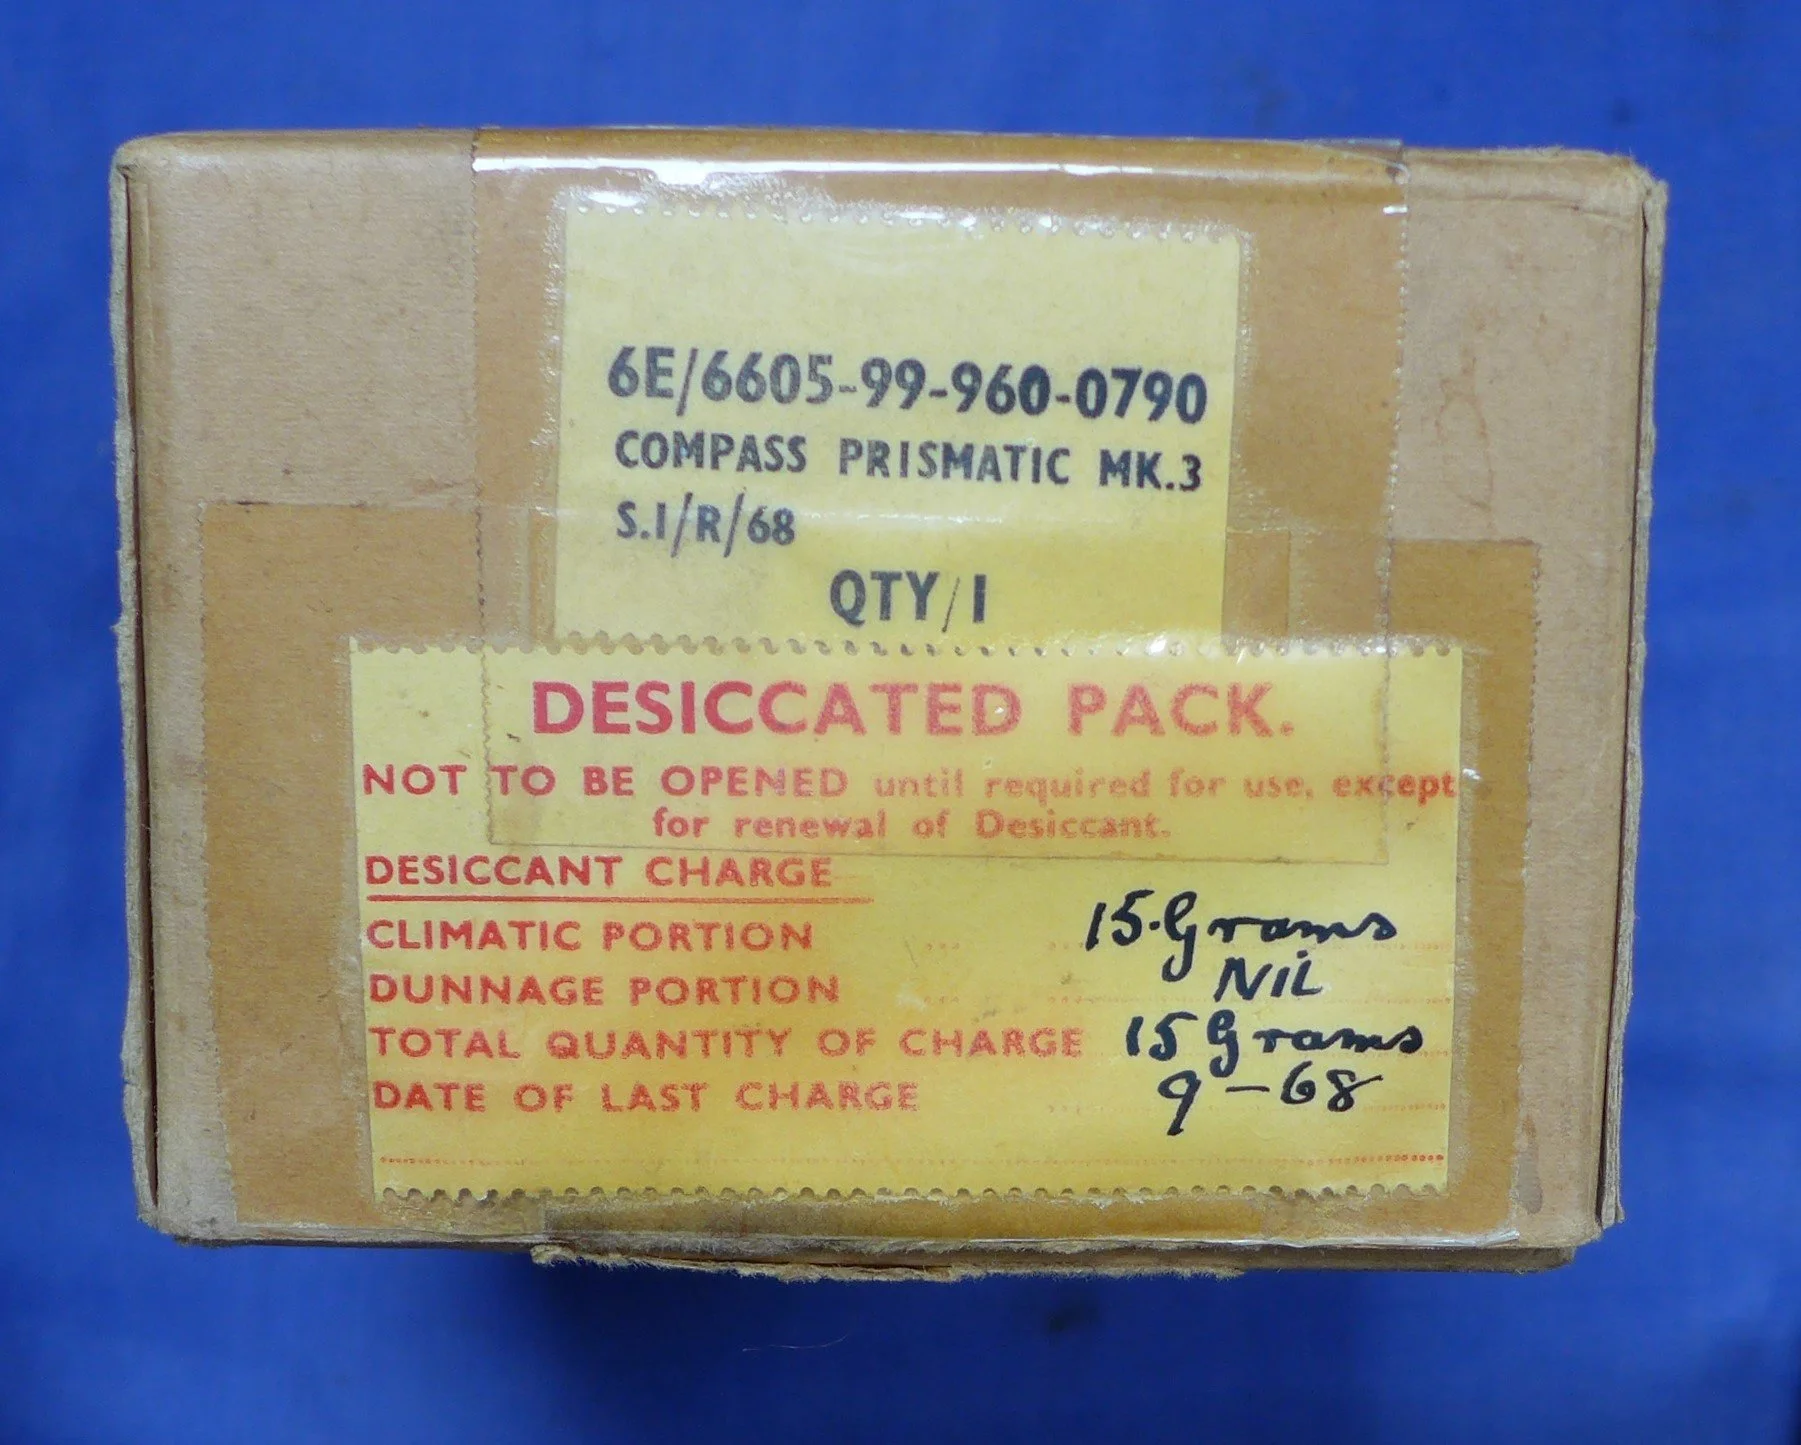 6E/6605-99-960-0790
COMPASS PRISMATIC MK.3
S.I/R/68
QTY/1
DESICCATED PACK.
NOT TO BE OPENED until required for use, except
for renewal of Desiccant.
DESICCANT CHARGE
CLIMATIC PORTION 15 Grams
DUNNAGE PORTION NIL
TOTAL QUANTITY OF CHARGE 15 Grams
DATE OF LAST CHARGE 9-68